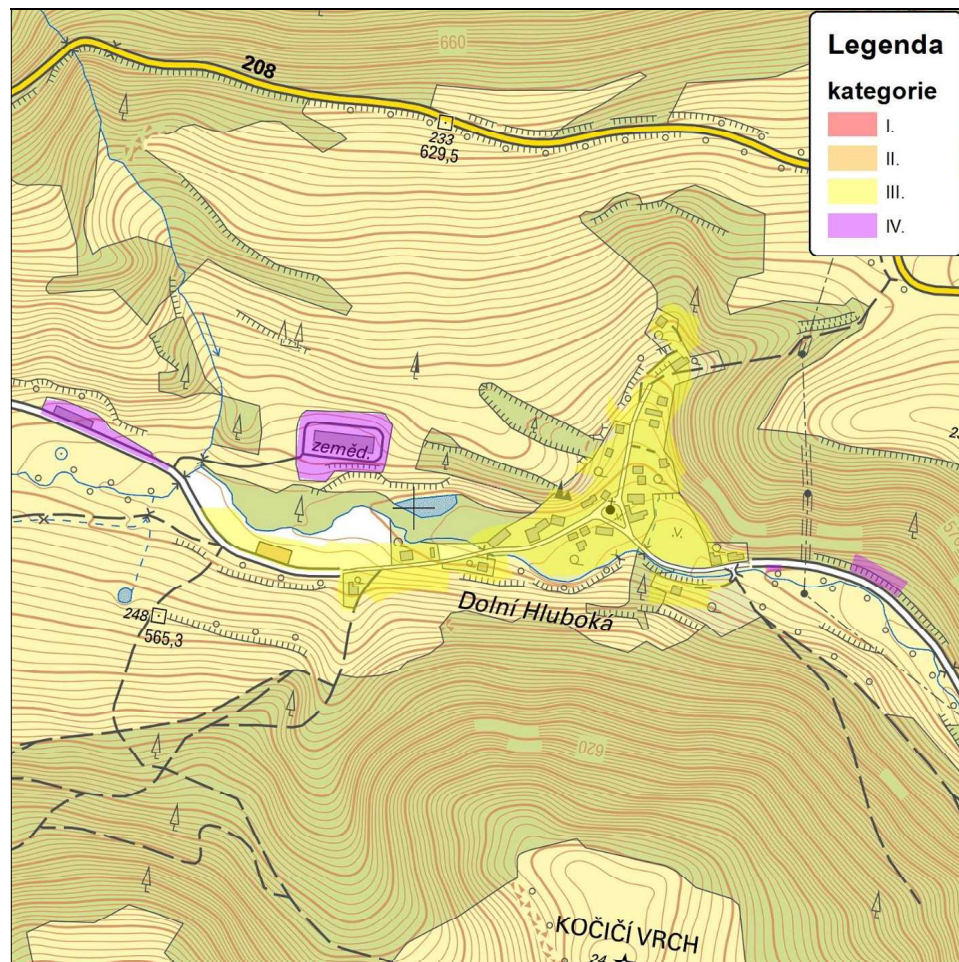 660
Legenda
208
kategorie
I.
II.
233
629,5
III.
IV.
zeměd.
V.
248
565,3
Dolní Hluboká
620
KOČIČÍ VRCH
24